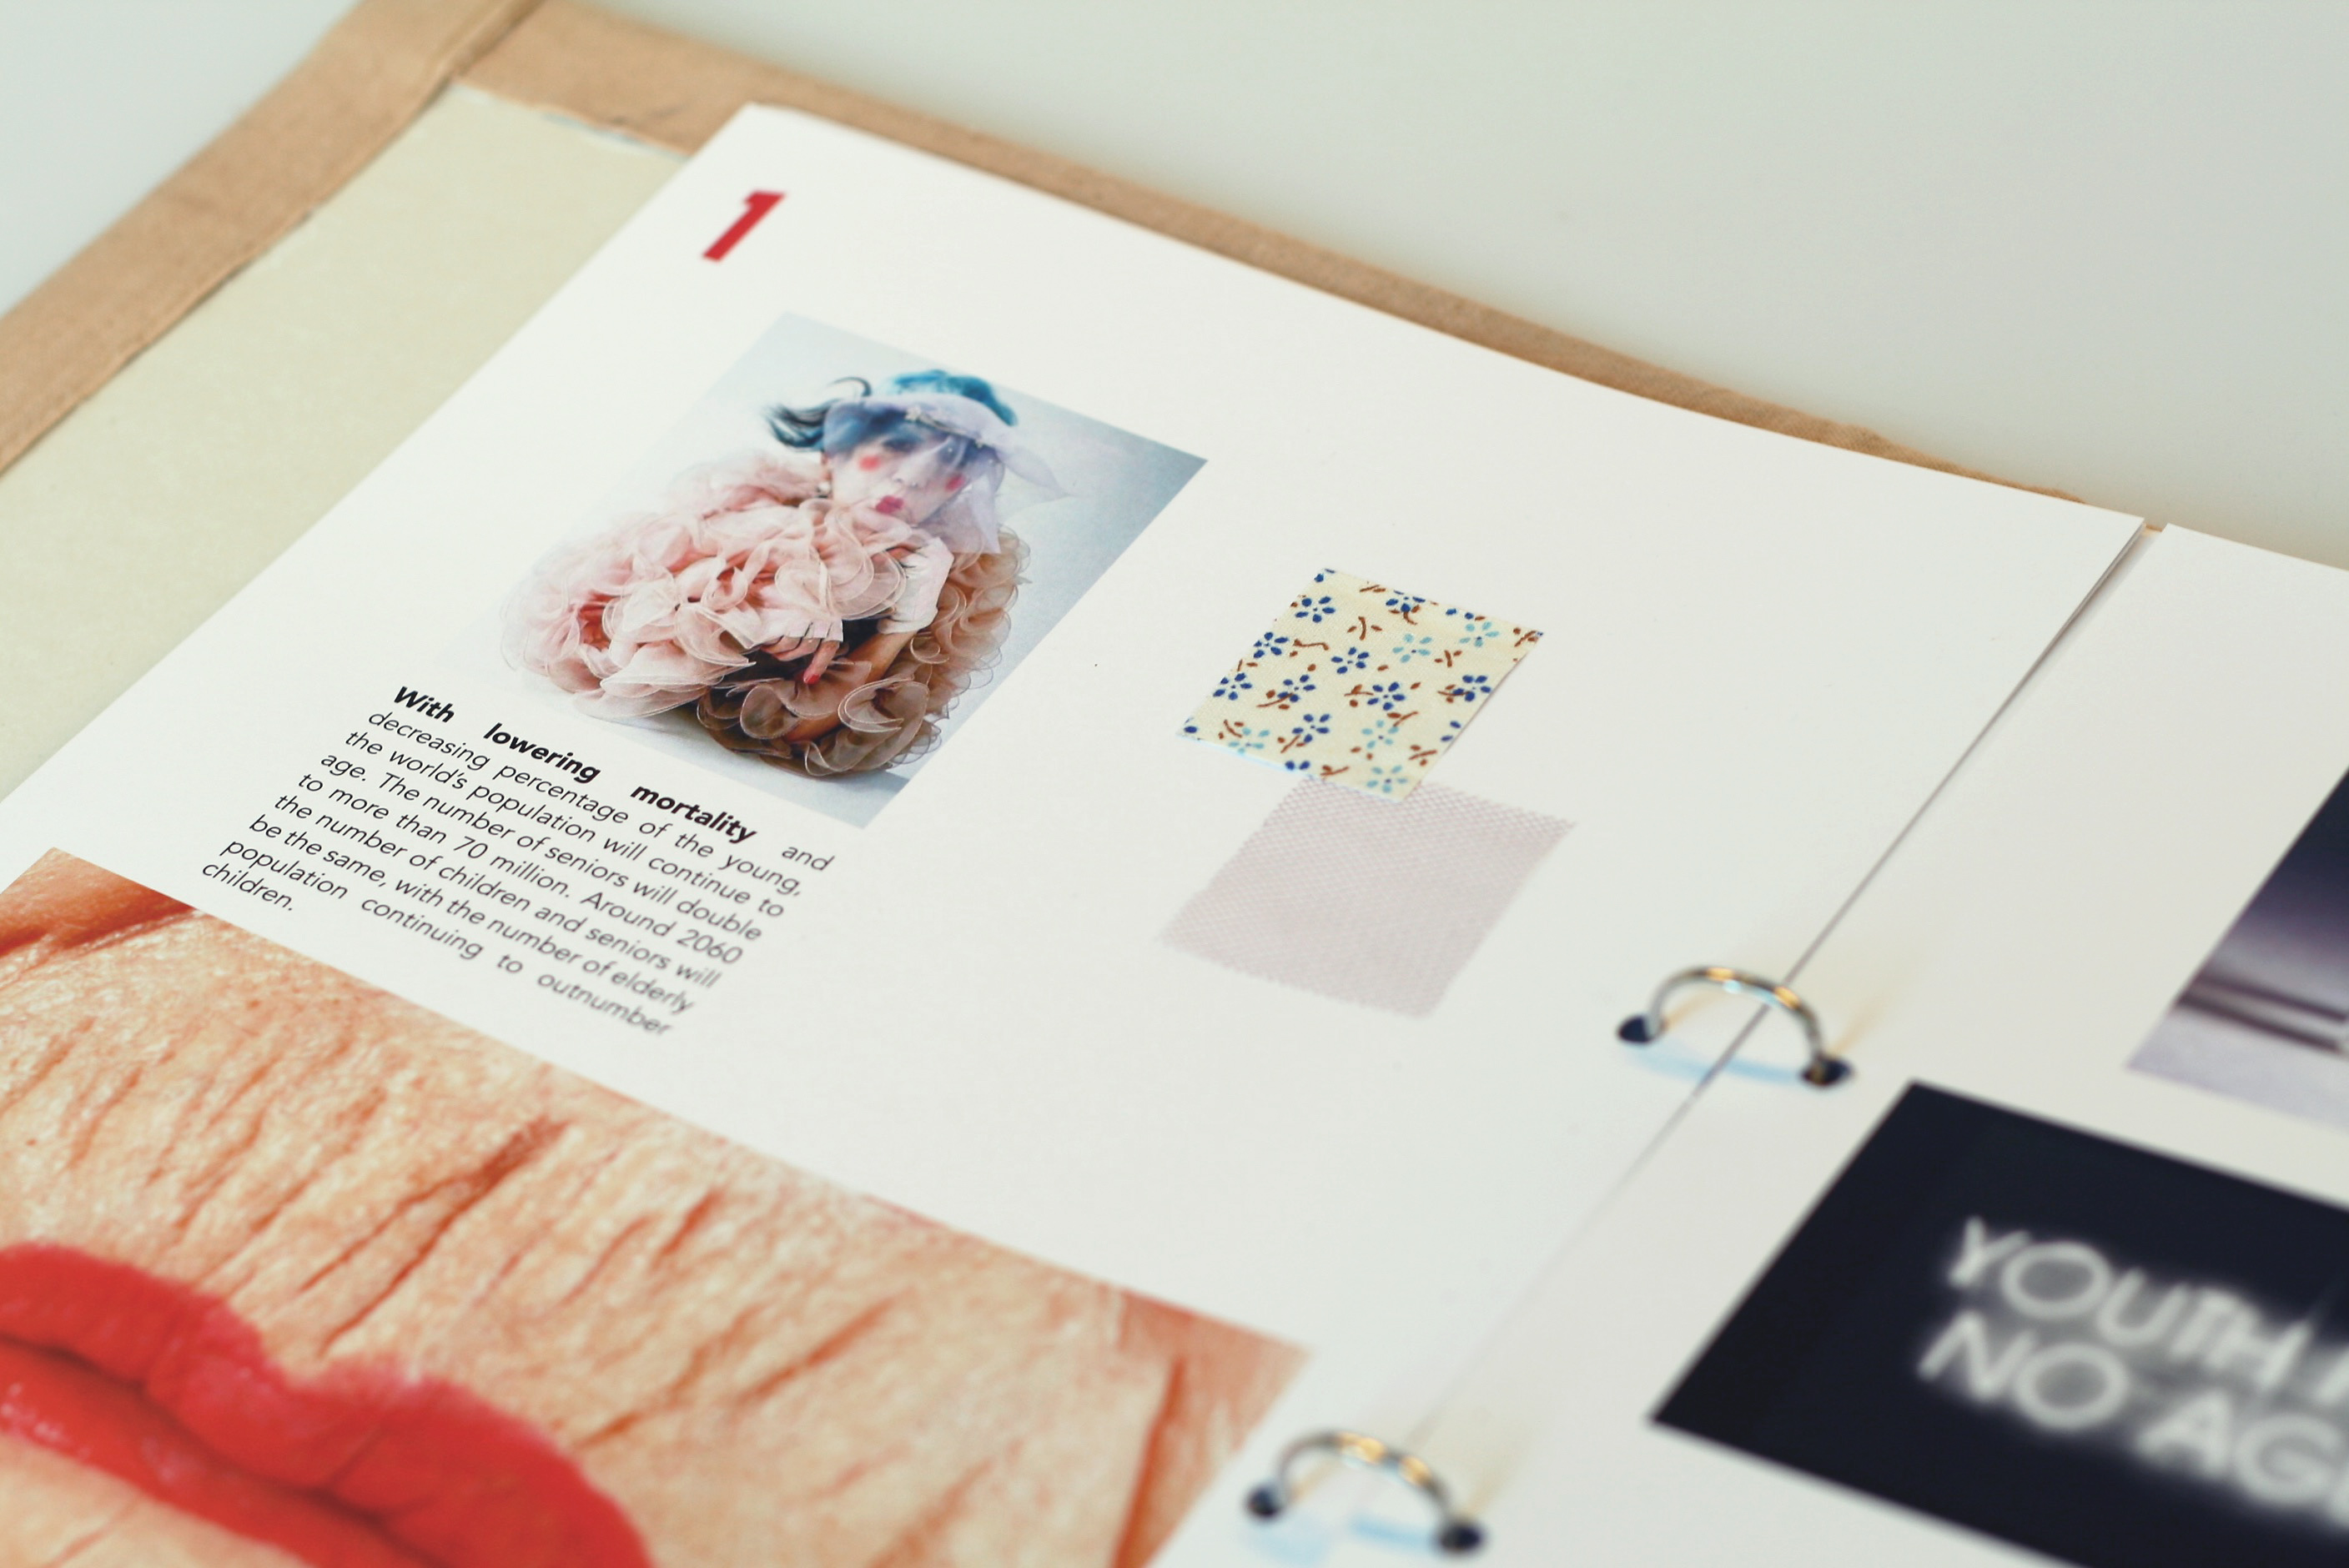 1
With lowering mortality and
decreasing percentage of the young,
the world's population will continue to
age. The number of seniors will double
to more than 70 million. Around 2060
the number of children and seniors will
be the same, with the number of elderly
population continuing to outnumber
children.
YOUTH
NO